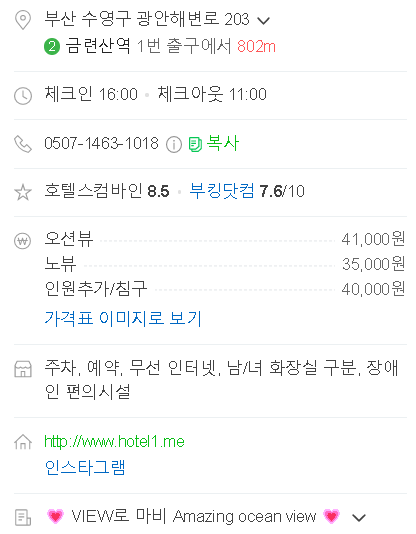 부산 수영구 광안해변로 203
2 금련산역 1번 출구에서 802m
체크인 16:00 · 체크아웃 11:00
0507-1463-1018 복사
호텔스컴바인 8.5 · 부킹닷컴 7.6/10
오션뷰 41,000원
노뷰 35,000원
인원추가/침구 40,000원
가격표 이미지로 보기
주차, 예약, 무선 인터넷, 남/녀 화장실 구분, 장애
인 편의시설
http://www.hotel1.me
인스타그램
💗 VIEW로 마비 Amazing ocean view 💗